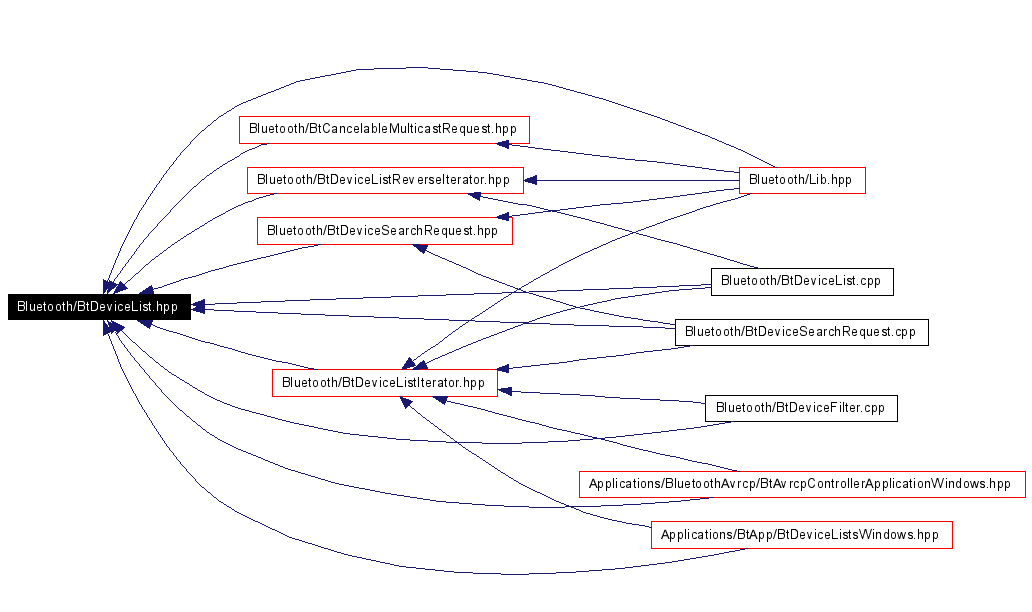 Bluetooth/BtCancelableMulticastRequest.hpp
Bluetooth/BtDeviceListReverseIterator.hpp
Bluetooth/Lib.hpp
Bluetooth/BtDeviceSearchRequest.hpp
Bluetooth/BtDeviceList.cpp
Bluetooth/BtDeviceList.hpp
Bluetooth/BtDeviceSearchRequest.cpp
Bluetooth/BtDeviceListIterator.hpp
Bluetooth/BtDeviceFilter.cpp
Applications/BluetoothAvrcp/BtAvrcpControllerApplicationWindows.hpp
Applications/BtApp/BtDeviceListsWindows.hpp